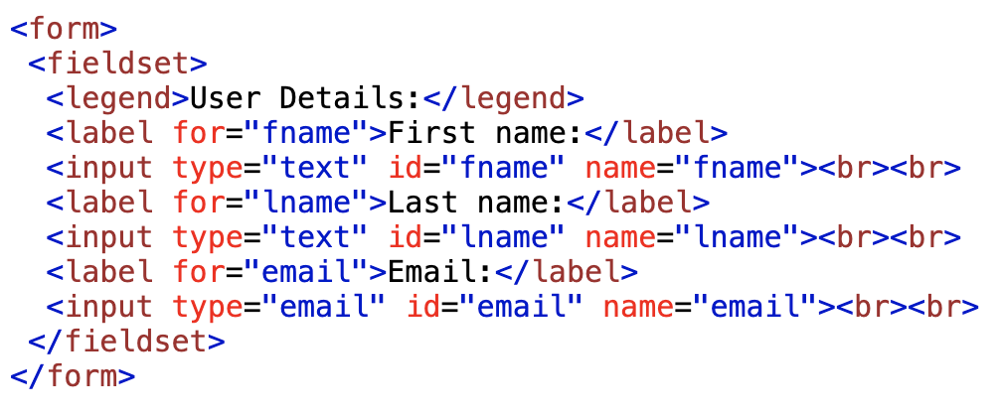 <form>
<fieldset>
<legend>User Details:</legend>
<label for="fname">First name:</label>
<input type="text" id="fname" name="fname"><br><br>
<label for="lname">Last name:</label>
<input type="text" id="lname" name="lname"><br><br>
<label for="email">Email:</label>
<input type="email" id="email" name="email"><br><br>
</fieldset>
</form>